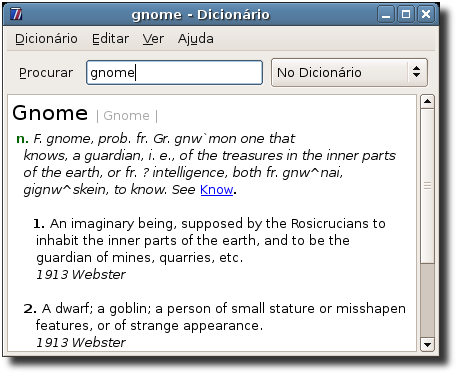 gnome - Dicionário
Dicionário Editar Ver Ajuda
Procurar gnome No Dicionário
Gnome | Gnome |
n. F. gnome, prob. fr. Gr. gnw`mon one that
knows, a guardian, i. e., of the treasures in the inner parts
of the earth, or fr. ? intelligence, both fr. gnw^nai,
gignw^skein, to know. See Know.
1. An imaginary being, supposed by the Rosicrucians to
inhabit the inner parts of the earth, and to be the
guardian of mines, quarries, etc.
1913 Webster
2. A dwarf; a goblin; a person of small stature or misshapen
features, or of strange appearance.
1913 Webster